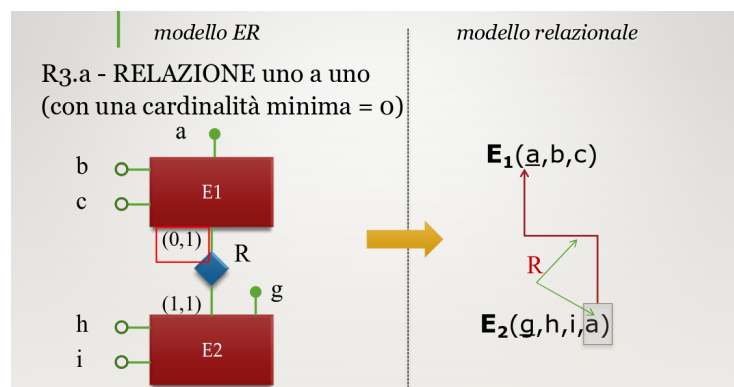 modello ER
modello relazionale
R3.a - RELAZIONE uno a uno
(con una cardinalità minima = 0)
a
b
E1
c
(0,1)
R
(1,1)
g
h
E2
i
E₁(a,b,c)
R
E₂(g,h,i,a)